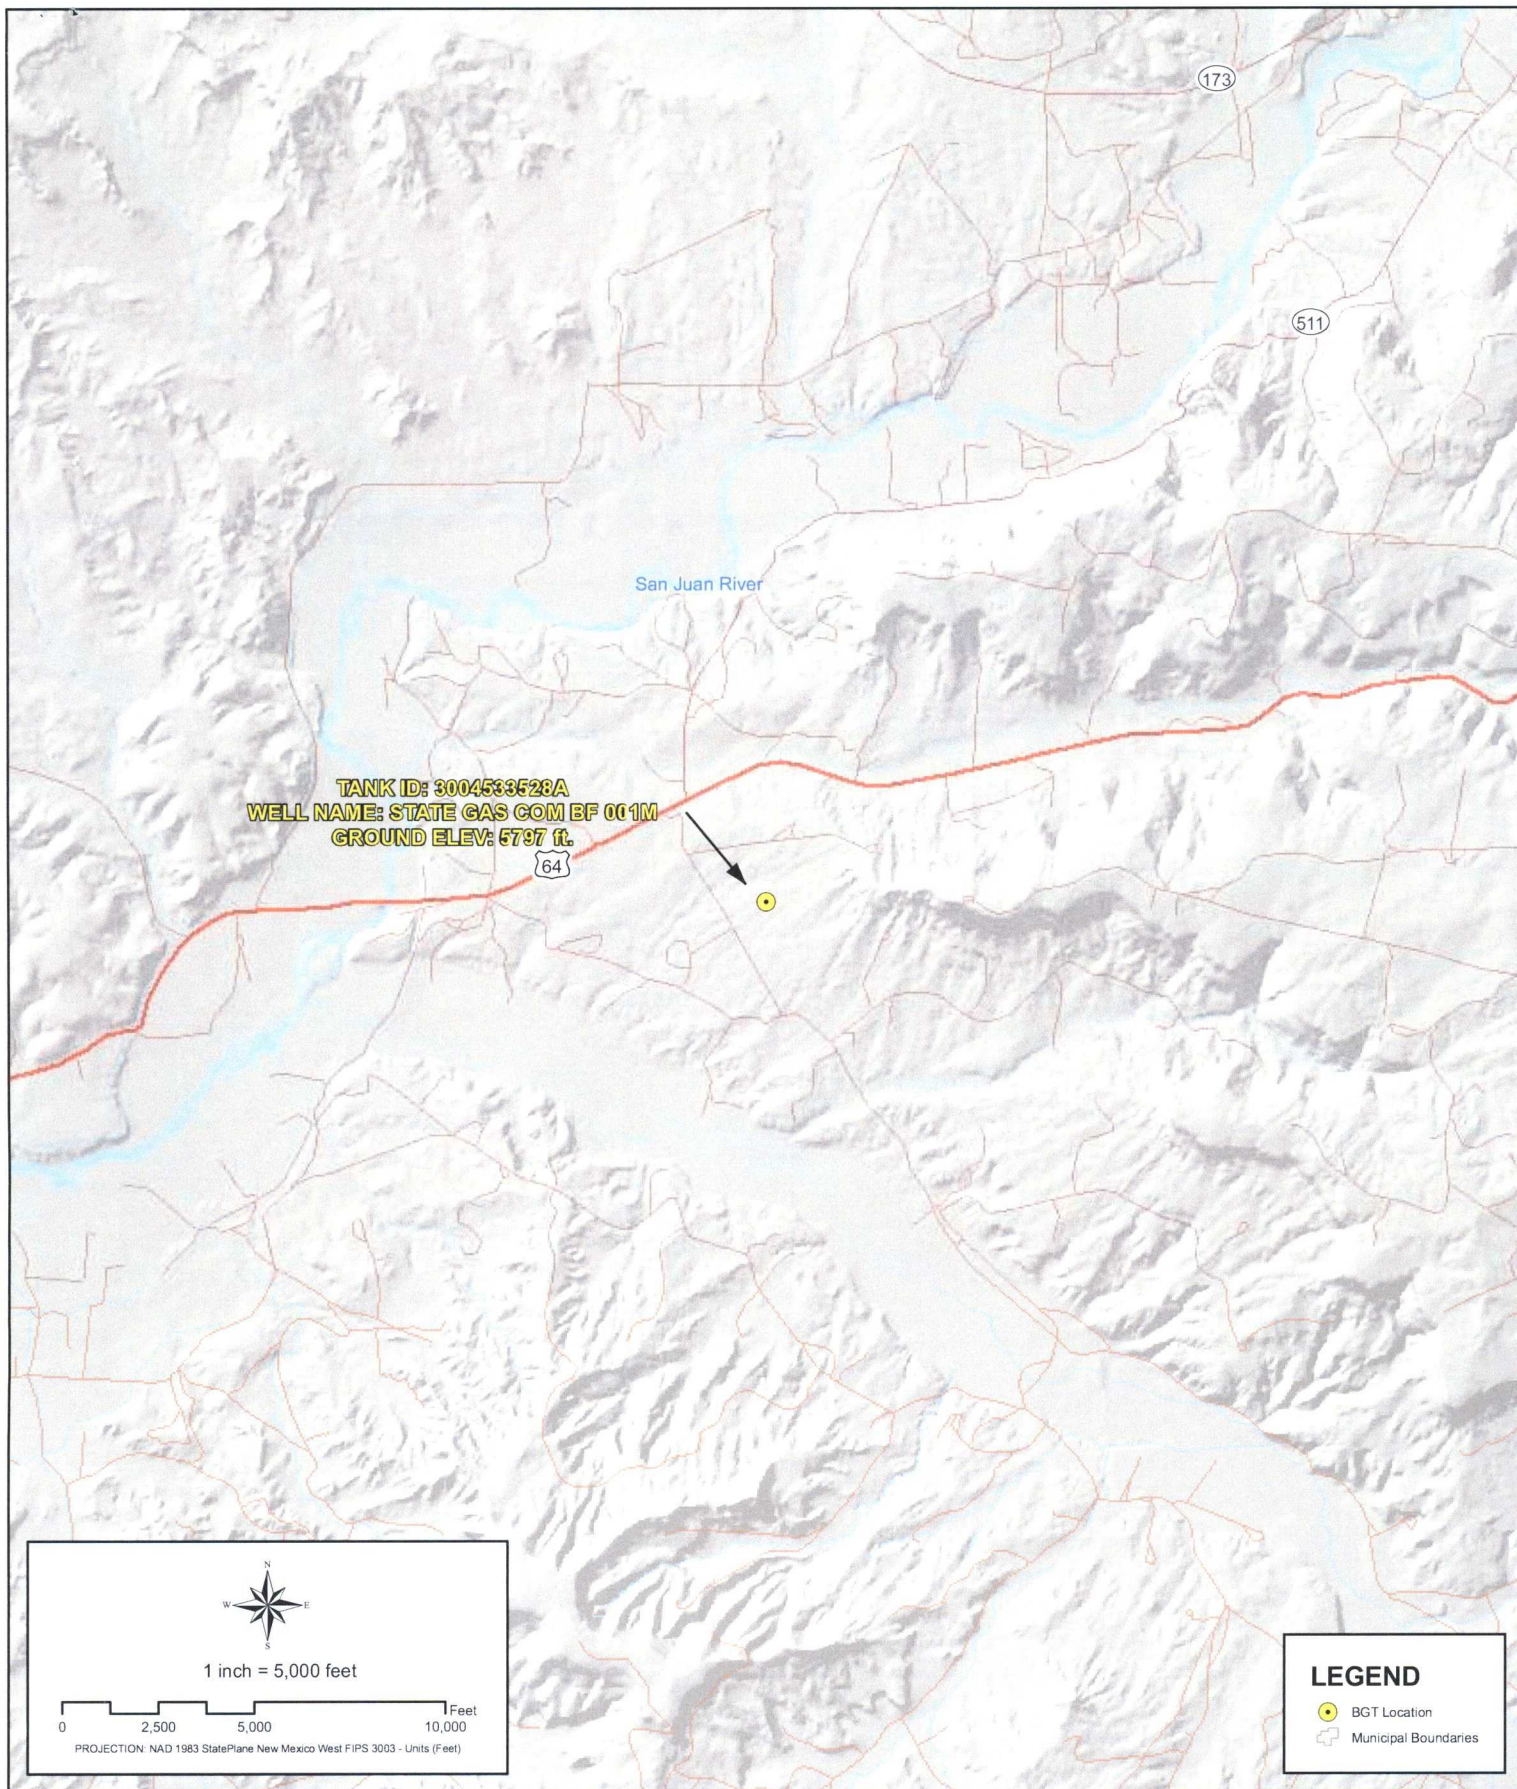 173
511
San Juan River
TANK ID: 3004533528A
WELL NAME: STATE GAS COM BF 001M
GROUND ELEV: 5797 ft.
64
N
W E
S
1 inch = 5,000 feet
Feet
0 2,500 5,000 10,000
PROJECTION: NAD 1983 StatePlane New Mexico West FIPS 3003 - Units (Feet)
LEGEND
BGT Location
Municipal Boundaries